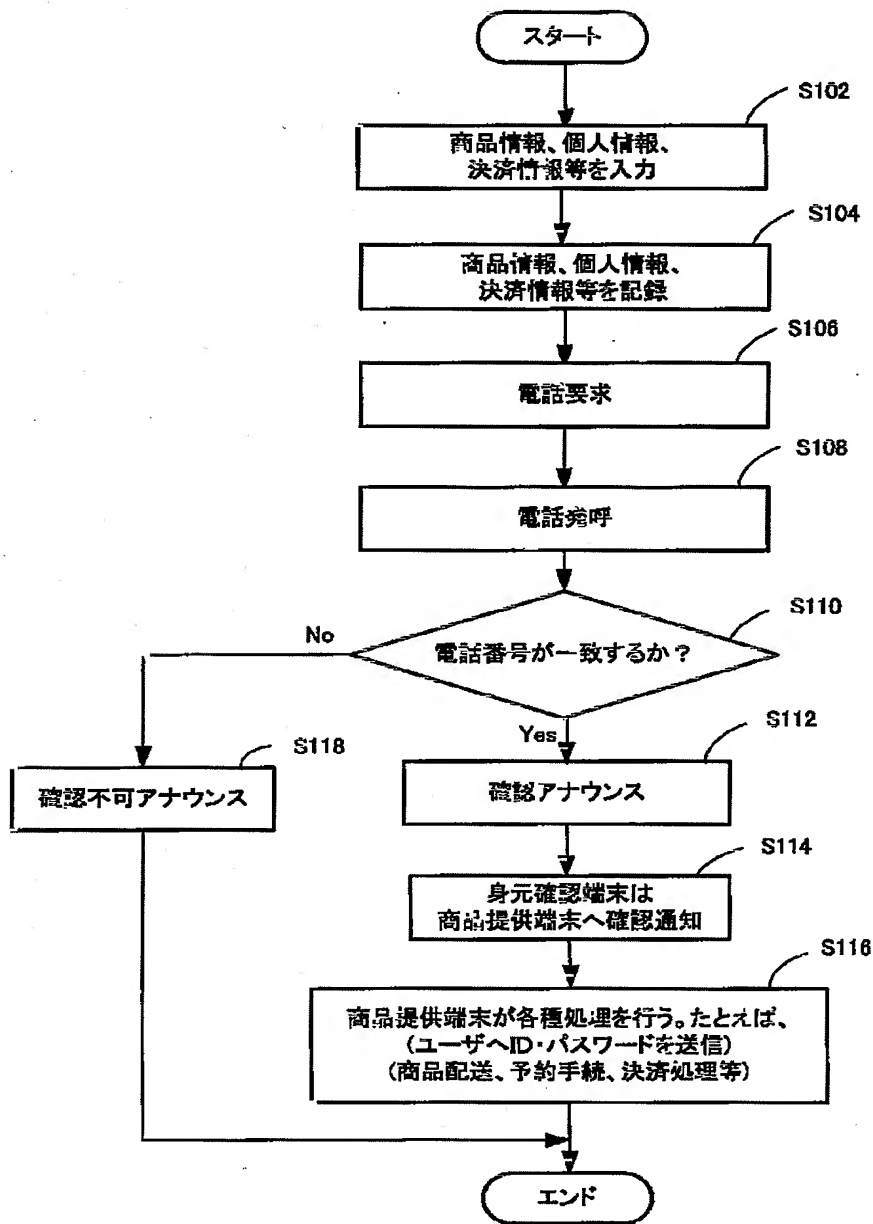 スタート
S102
商品情報、個人情報、
決済情報等を入力
S104
商品情報、個人情報、
決済情報等を記録
S106
電話要求
S108
電話発呼
S110
電話番号が一致するか？
No
Yes
S112
確認アナウンス
S118
確認不可アナウンス
S114
身元確認端末は
商品提供端末へ確認通知
S116
商品提供端末が各種処理を行う。たとえば、
(ユーザへID・パスワードを送信)
(商品配送、予約手続、決済処理等)
エンド